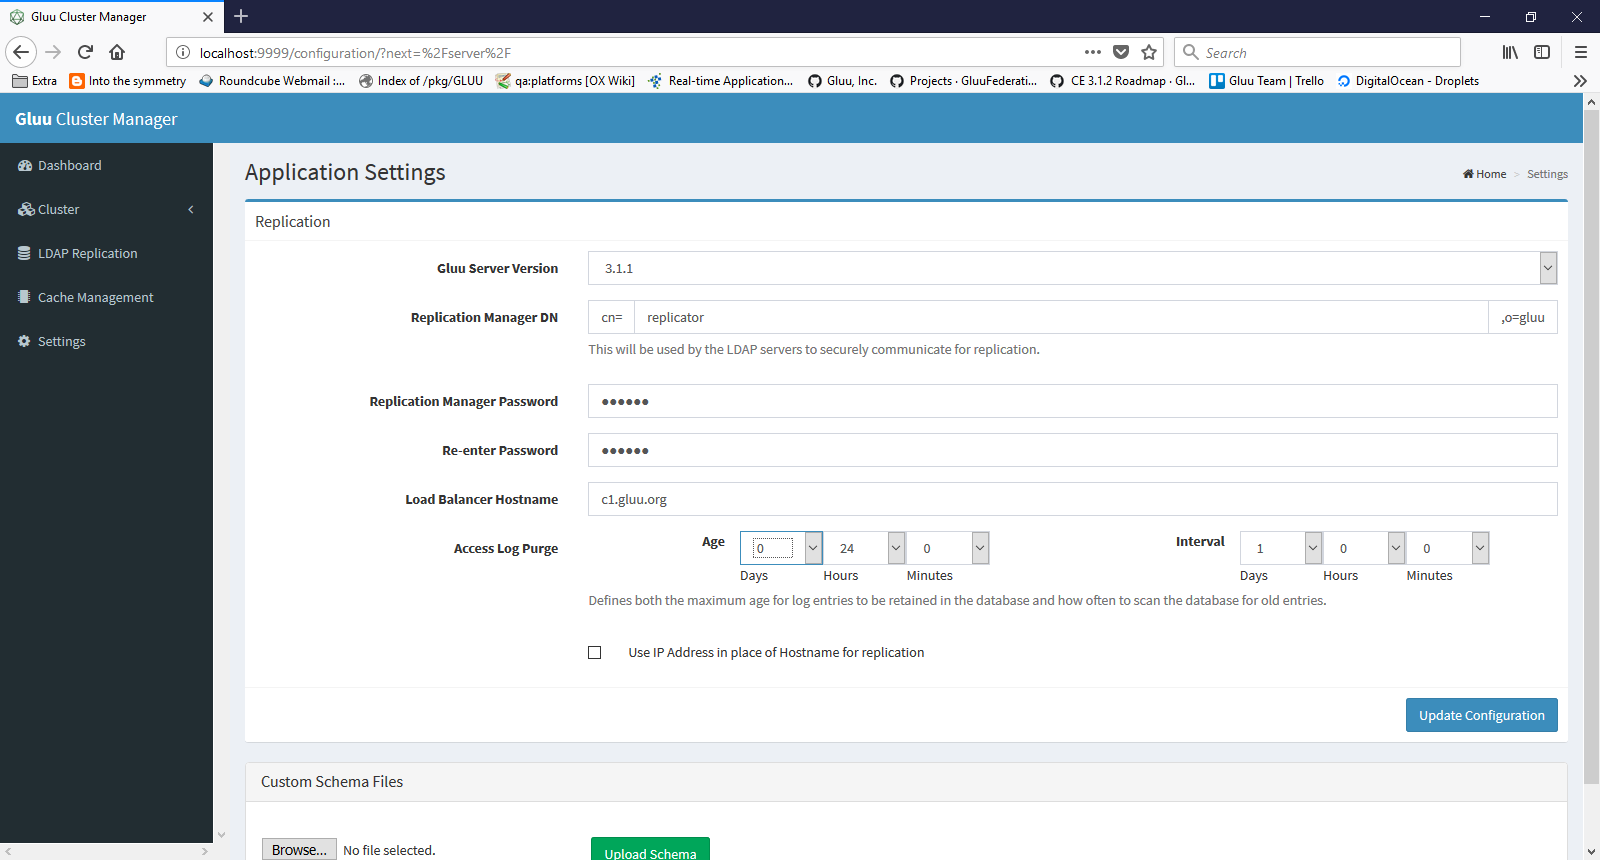 Gluu Cluster Manager
localhost:9999/configuration/?next=%2Fserver%2F
Search
Extra
Into the symmetry
Roundcube Webmail :...
Index of /pkg/GLUU
qa:platforms [OX Wiki]
Real-time Application...
Gluu, Inc.
Projects · GluuFederati...
CE 3.1.2 Roadmap · Gl...
Gluu Team | Trello
DigitalOcean - Droplets
Gluu Cluster Manager
Dashboard
Cluster
LDAP Replication
Cache Management
Settings
Application Settings
Home > Settings
Replication
Gluu Server Version
3.1.1
Replication Manager DN
cn= replicator ,o=gluu
This will be used by the LDAP servers to securely communicate for replication.
Replication Manager Password
●●●●●●
Re-enter Password
●●●●●●
Load Balancer Hostname
c1.gluu.org
Access Log Purge
Age 0 24 0
Days Hours Minutes
Interval 1 0 0
Days Hours Minutes
Defines both the maximum age for log entries to be retained in the database and how often to scan the database for old entries.
Use IP Address in place of Hostname for replication
Update Configuration
Custom Schema Files
Browse... No file selected.
Upload Schema